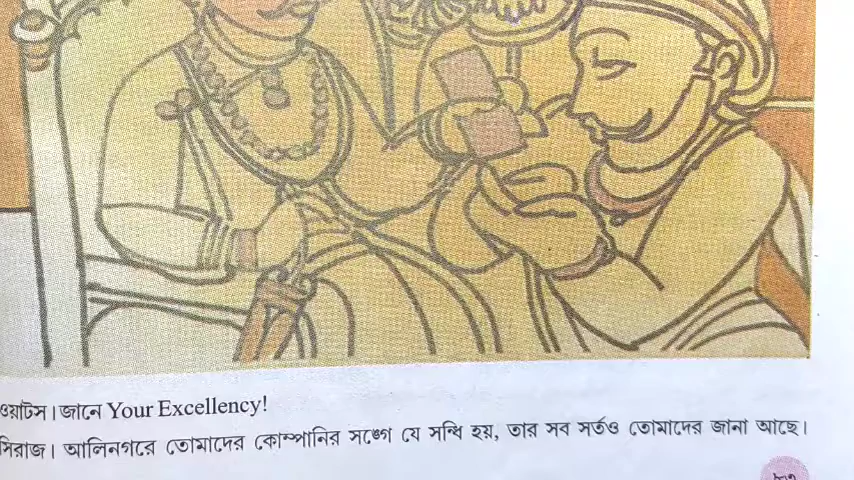 ওয়াটস। জানে Your Excellency!
সিরাজ। আলিনগরে তোমাদের কোম্পানির সঙ্গে যে সন্ধি হয়, তার সব সর্তও তোমাদের জানা আছে।